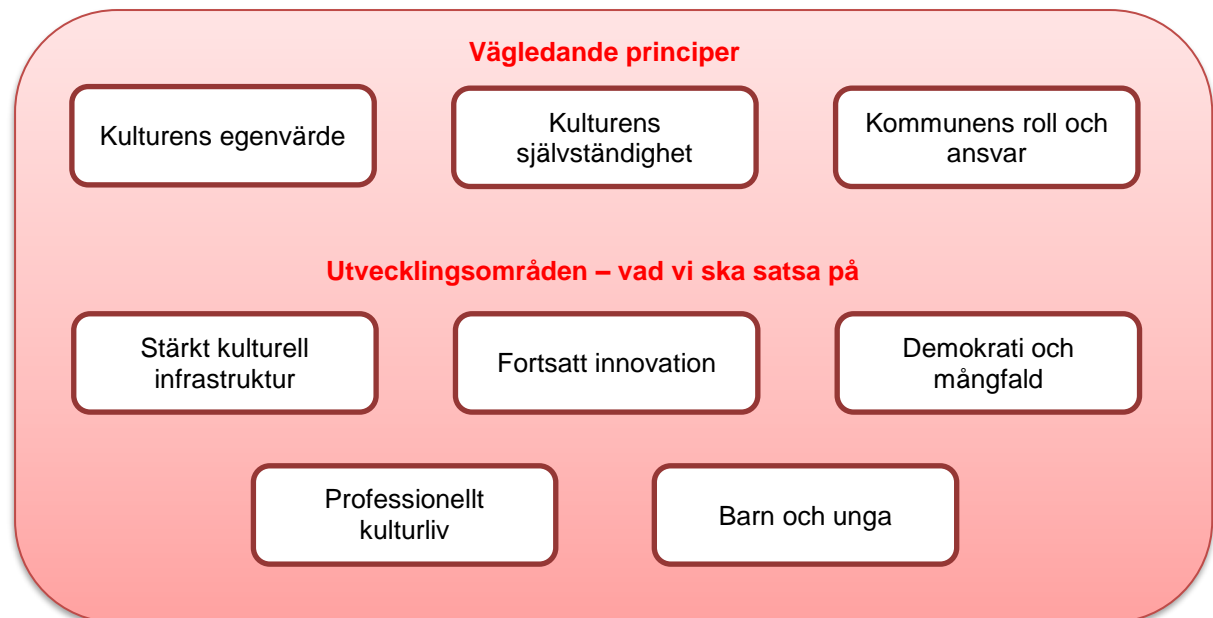 Vägledande principer
Kulturens egenvärde
Kulturens
självständighet
Kommunens roll och
ansvar
Utvecklingsområden – vad vi ska satsa på
Stärkt kulturell
infrastruktur
Fortsatt innovation
Demokrati och
mångfald
Professionellt
kulturliv
Barn och unga